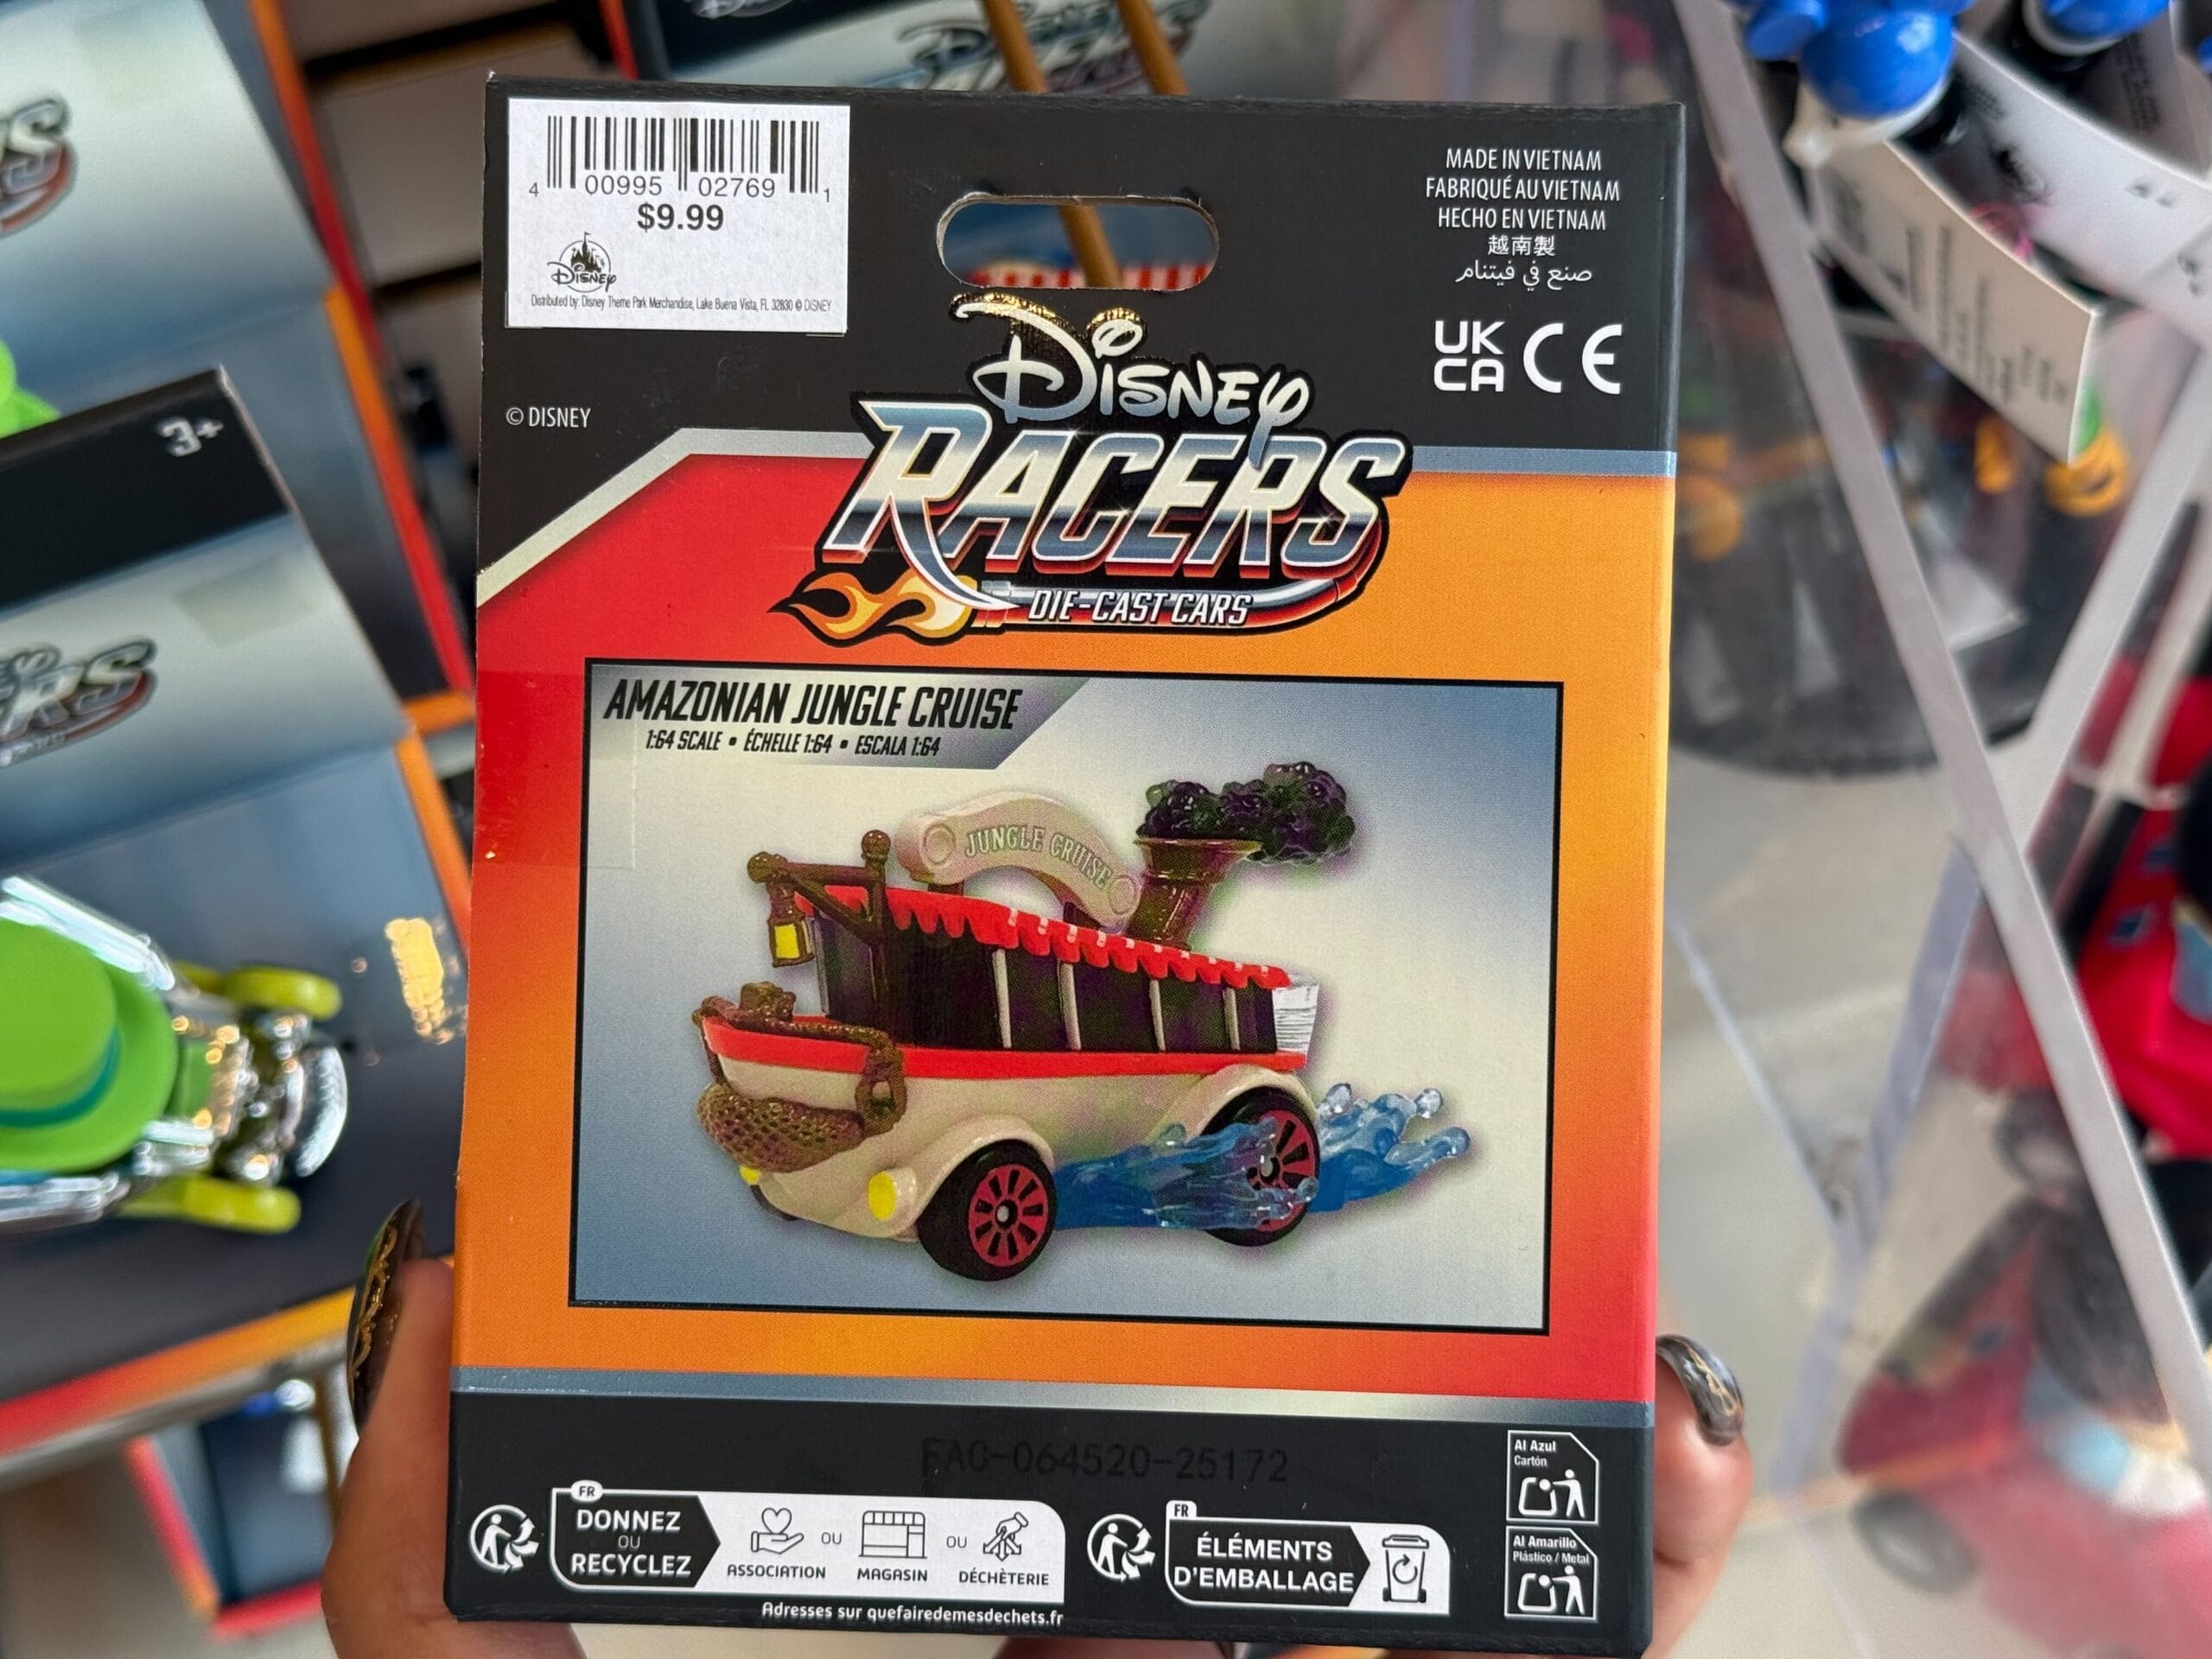 4 00995 02769 1
$9.99
Disney
Distributed by: Disney Theme Park Merchandise, Lake Buena Vista, FL 32830 © DISNEY
MADE IN VIETNAM
FABRIQUÉ AU VIETNAM
HECHO EN VIETNAM
越南製
صنع في فيتنام
UK
CA CE
© DISNEY
3+
DISNEY
RACERS
DIE-CAST CARS
AMAZONIAN JUNGLE CRUISE
1:64 SCALE • ÉCHELLE 1:64 • ESCALA 1:64
JUNGLE CRUISE
FAC-064520-25172
FR
DONNEZ
OU
RECYCLEZ
ASSOCIATION
OU
MAGASIN
OU
DÉCHÈTERIE
Adresses sur quefairedemesdechets.fr
FR
ÉLÉMENTS
D'EMBALLAGE
Al Azul
Cartón
Al Amarillo
Plástico / Metal